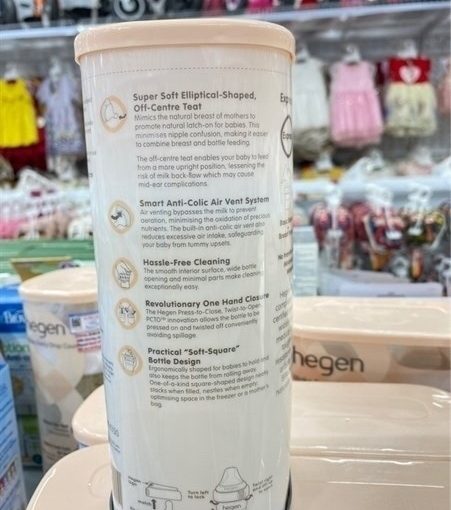 Super Soft Elliptical-Shaped,
Off-Centre Teat
Mimics the natural breast of mothers to
promote natural latch-on for babies. This
minimises nipple confusion, making it easier
to combine breast and bottle feeding.
The off-centre teat enables your baby to feed
from a more upright position, lessening the
risk of milk back-flow which may cause
mid-ear complications.
Smart Anti-Colic Air Vent System
Air venting bypasses the milk to prevent
aeration, minimising the oxidation of precious
nutrients. The built-in anti-colic air vent also
reduces excessive air intake, safeguarding
your baby from tummy upsets.
Hassle-Free Cleaning
The smooth interior surface, wide bottle
opening and minimal parts make cleaning
exceptionally easy.
Revolutionary One Hand Closure
The Hegen Press-to-Close, Twist-to-Open
PCTO™ innovation allows the bottle to be
pressed on and twisted off conveniently
avoiding spillage.
Practical "Soft-Square"
Bottle Design
Ergonomically shaped for babies to hold and
also keeps the bottle from rolling away.
One-of-a-kind square-shaped design neatly
stacks when filled, nestles when empty,
optimising space in the freezer or a mother's
bag.
Turn left
to lock
hegen
hegen
hegen